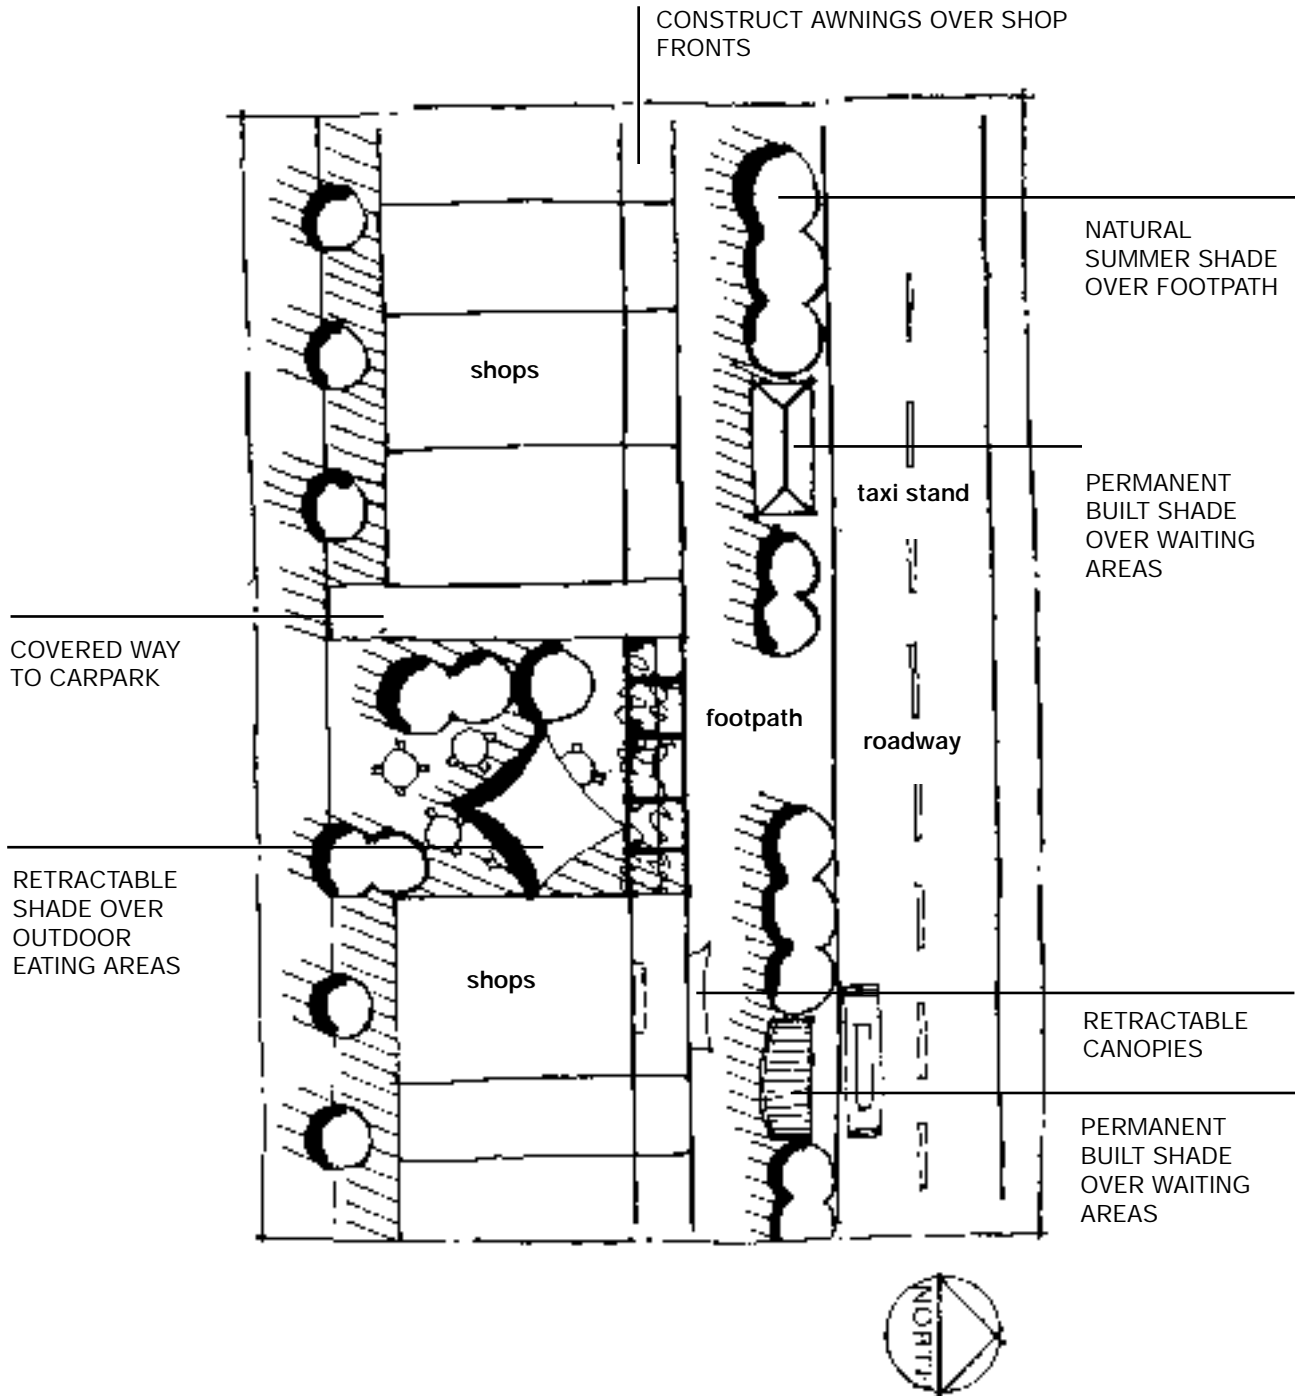 CONSTRUCT AWNINGS OVER SHOP
FRONTS
NATURAL
SUMMER SHADE
OVER FOOTPATH
shops
taxi stand
PERMANENT
BUILT SHADE
OVER WAITING
AREAS
COVERED WAY
TO CARPARK
footpath
roadway
RETRACTABLE
SHADE OVER
OUTDOOR
EATING AREAS
shops
RETRACTABLE
CANOPIES
PERMANENT
BUILT SHADE
OVER WAITING
AREAS
NORTH